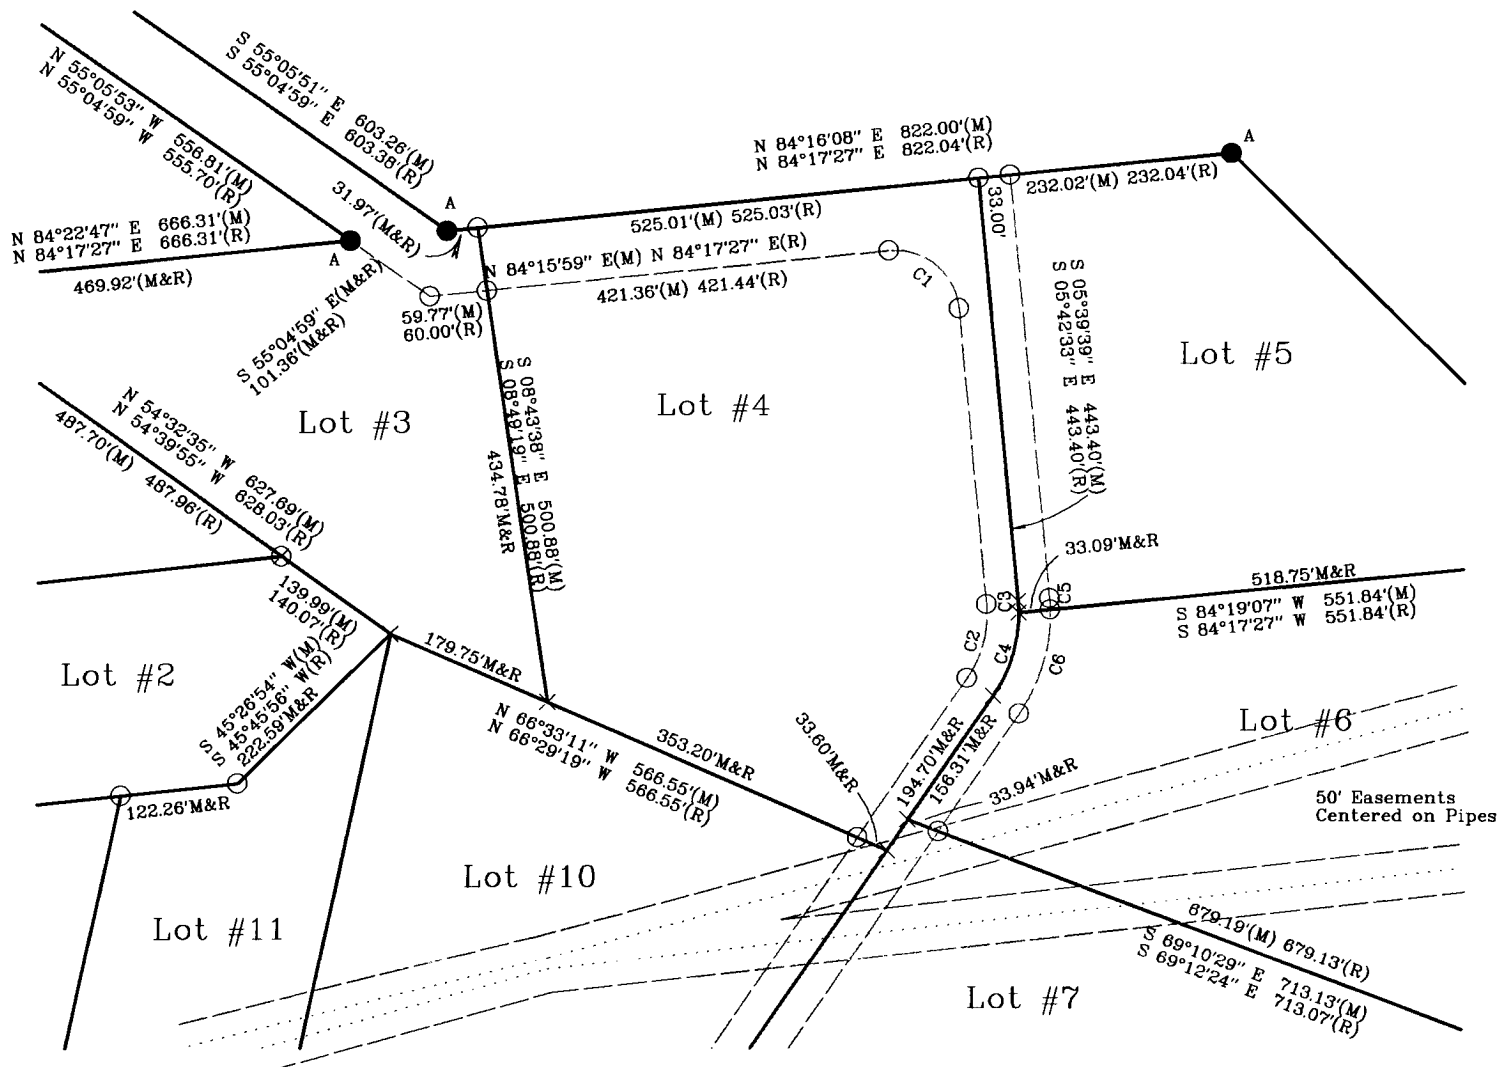 S 55°05'51" E 603.26'(M)
S 55°04'59" E 603.38'(R)
N 55°05'53" W 556.81'(M)
N 55°04'59" W 555.70'(R)
N 84°16'08" E 822.00'(M)
N 84°17'27" E 822.04'(R)
A
A
A
31.97'(M&R)
525.01'(M) 525.03'(R)
33.00'
232.02'(M) 232.04'(R)
N 84°22'47" E 666.31'(M)
N 84°17'27" E 666.31'(R)
469.92'(M&R)
N 84°15'59" E(M) N 84°17'27" E(R)
421.36'(M) 421.44'(R)
C1
59.77'(M)
60.00'(R)
S 55°04'59" E(M&R)
101.36'(M&R)
S 05°39'39" E 443.40'(M)
S 05°42'33" E 443.40'(R)
Lot #5
Lot #4
Lot #3
S 08°43'38" E 500.88'(M)
S 08°49'19" E 500.88'(R)
434.78'M&R
N 54°32'35" W 627.69'(M)
N 54°39'55" W 628.03'(R)
487.70'(M) 487.96'(R)
33.09'M&R
518.75'M&R
S 84°19'07" W 551.84'(M)
S 84°17'27" W 551.84'(R)
139.99'(M)
140.07'(R)
C3
C5
C2
C4
C6
179.75'M&R
Lot #2
S 45°26'54" W(M)
S 45°45'56" W(R)
222.59'M&R
N 66°33'11" W 566.55'(M)
N 66°29'19" W 566.55'(R)
353.20'M&R
33.60'M&R
194.70'M&R
156.31'M&R
33.94'M&R
Lot #6
50' Easements
Centered on Pipes
122.26'M&R
Lot #10
Lot #11
679.19'(M) 679.13'(R)
S 69°10'29" E 713.13'(M)
S 69°12'24" E 713.07'(R)
Lot #7